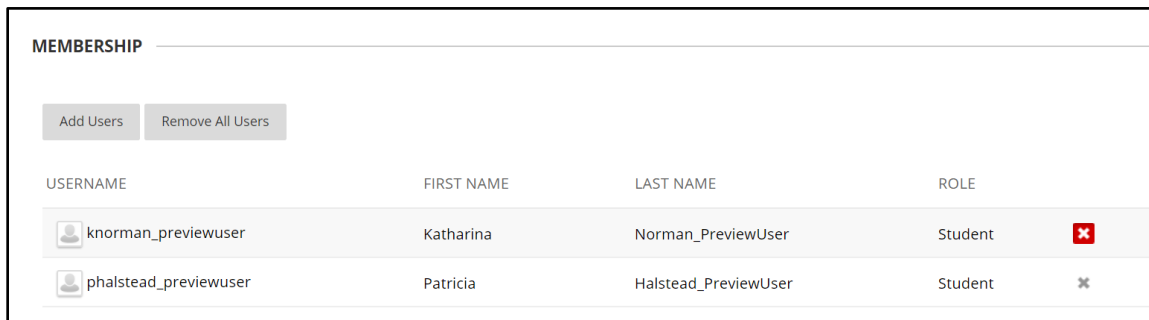 MEMBERSHIP
Add Users Remove All Users
USERNAME FIRST NAME LAST NAME ROLE
knorman_previewuser Katharina Norman_PreviewUser Student
phalstead_previewuser Patricia Halstead_PreviewUser Student